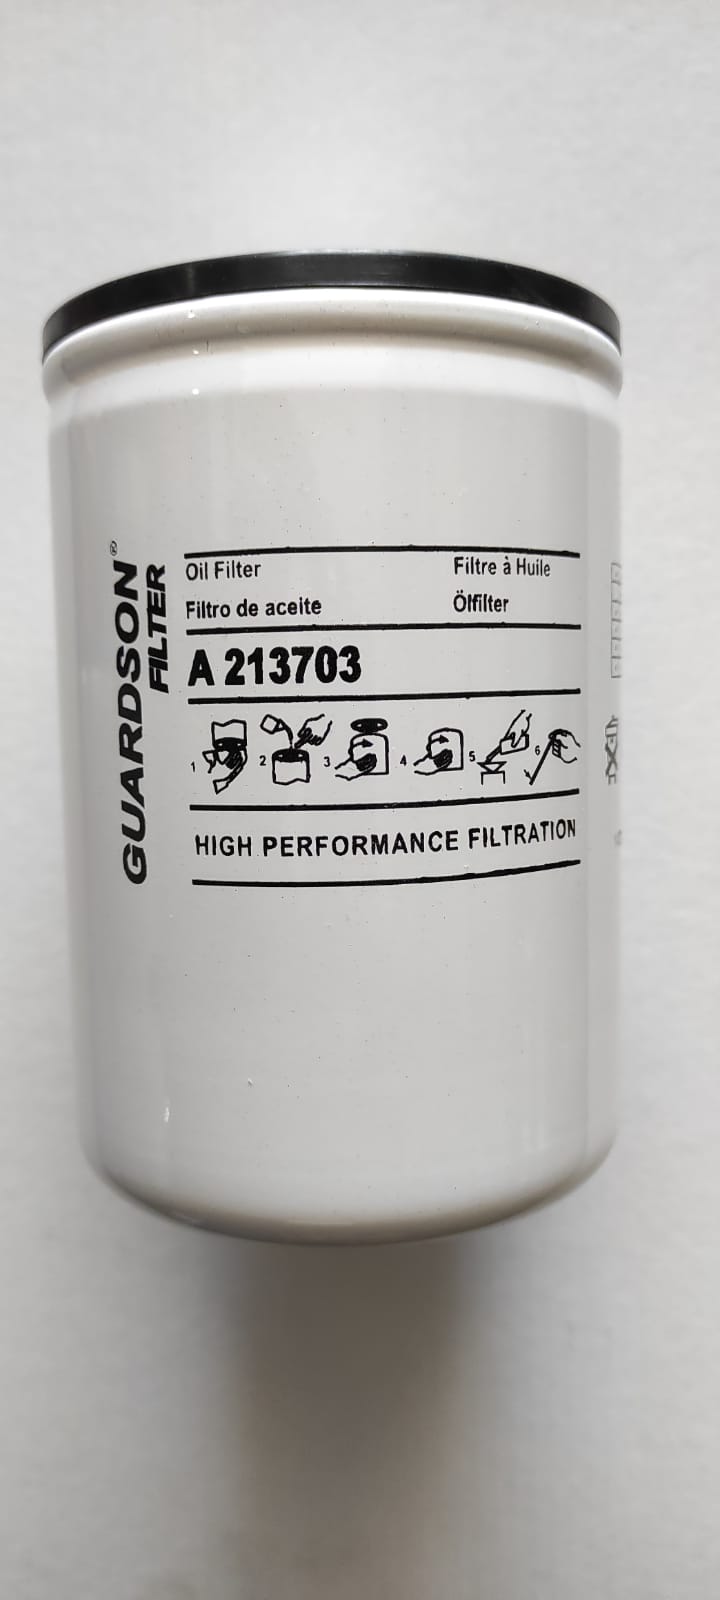 GUARDSON®
FILTER
Oil Filter
Filtre à Huile
Filtro de aceite
Ölfilter
A 213703
1 2 3 4 5 6
HIGH PERFORMANCE FILTRATION